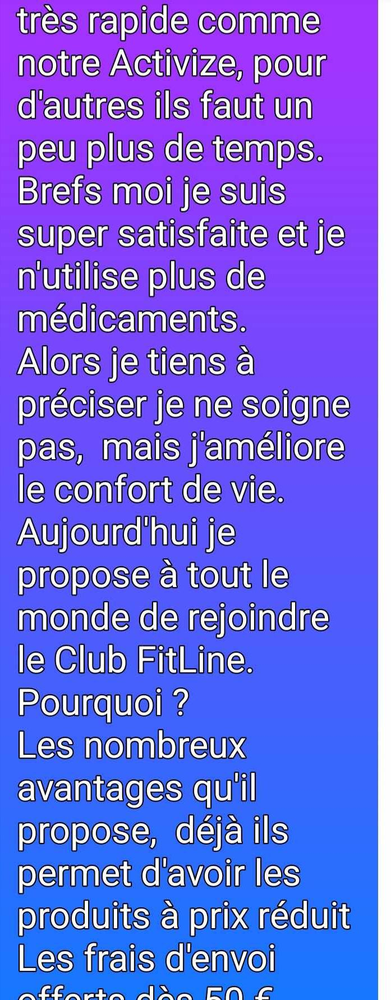 très rapide comme
notre Activize, pour
d'autres ils faut un
peu plus de temps.
Brefs moi je suis
super satisfaite et je
n'utilise plus de
médicaments.
Alors je tiens à
préciser je ne soigne
pas,  mais j'améliore
le confort de vie.
Aujourd'hui je
propose à tout le
monde de rejoindre
le Club FitLine.
Pourquoi ?
Les nombreux
avantages qu'il
propose,  déjà ils
permet d'avoir les
produits à prix réduit
Les frais d'envoi
offerts dès 50 €